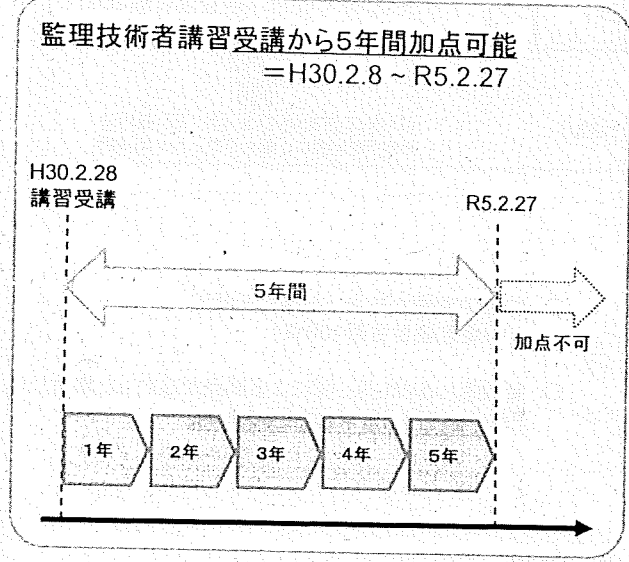 監理技術者講習受講から5年間加点可能
＝H30.2.8 ~ R5.2.27
H30.2.28
講習受講
R5.2.27
5年間
加点不可
1年
2年
3年
4年
5年